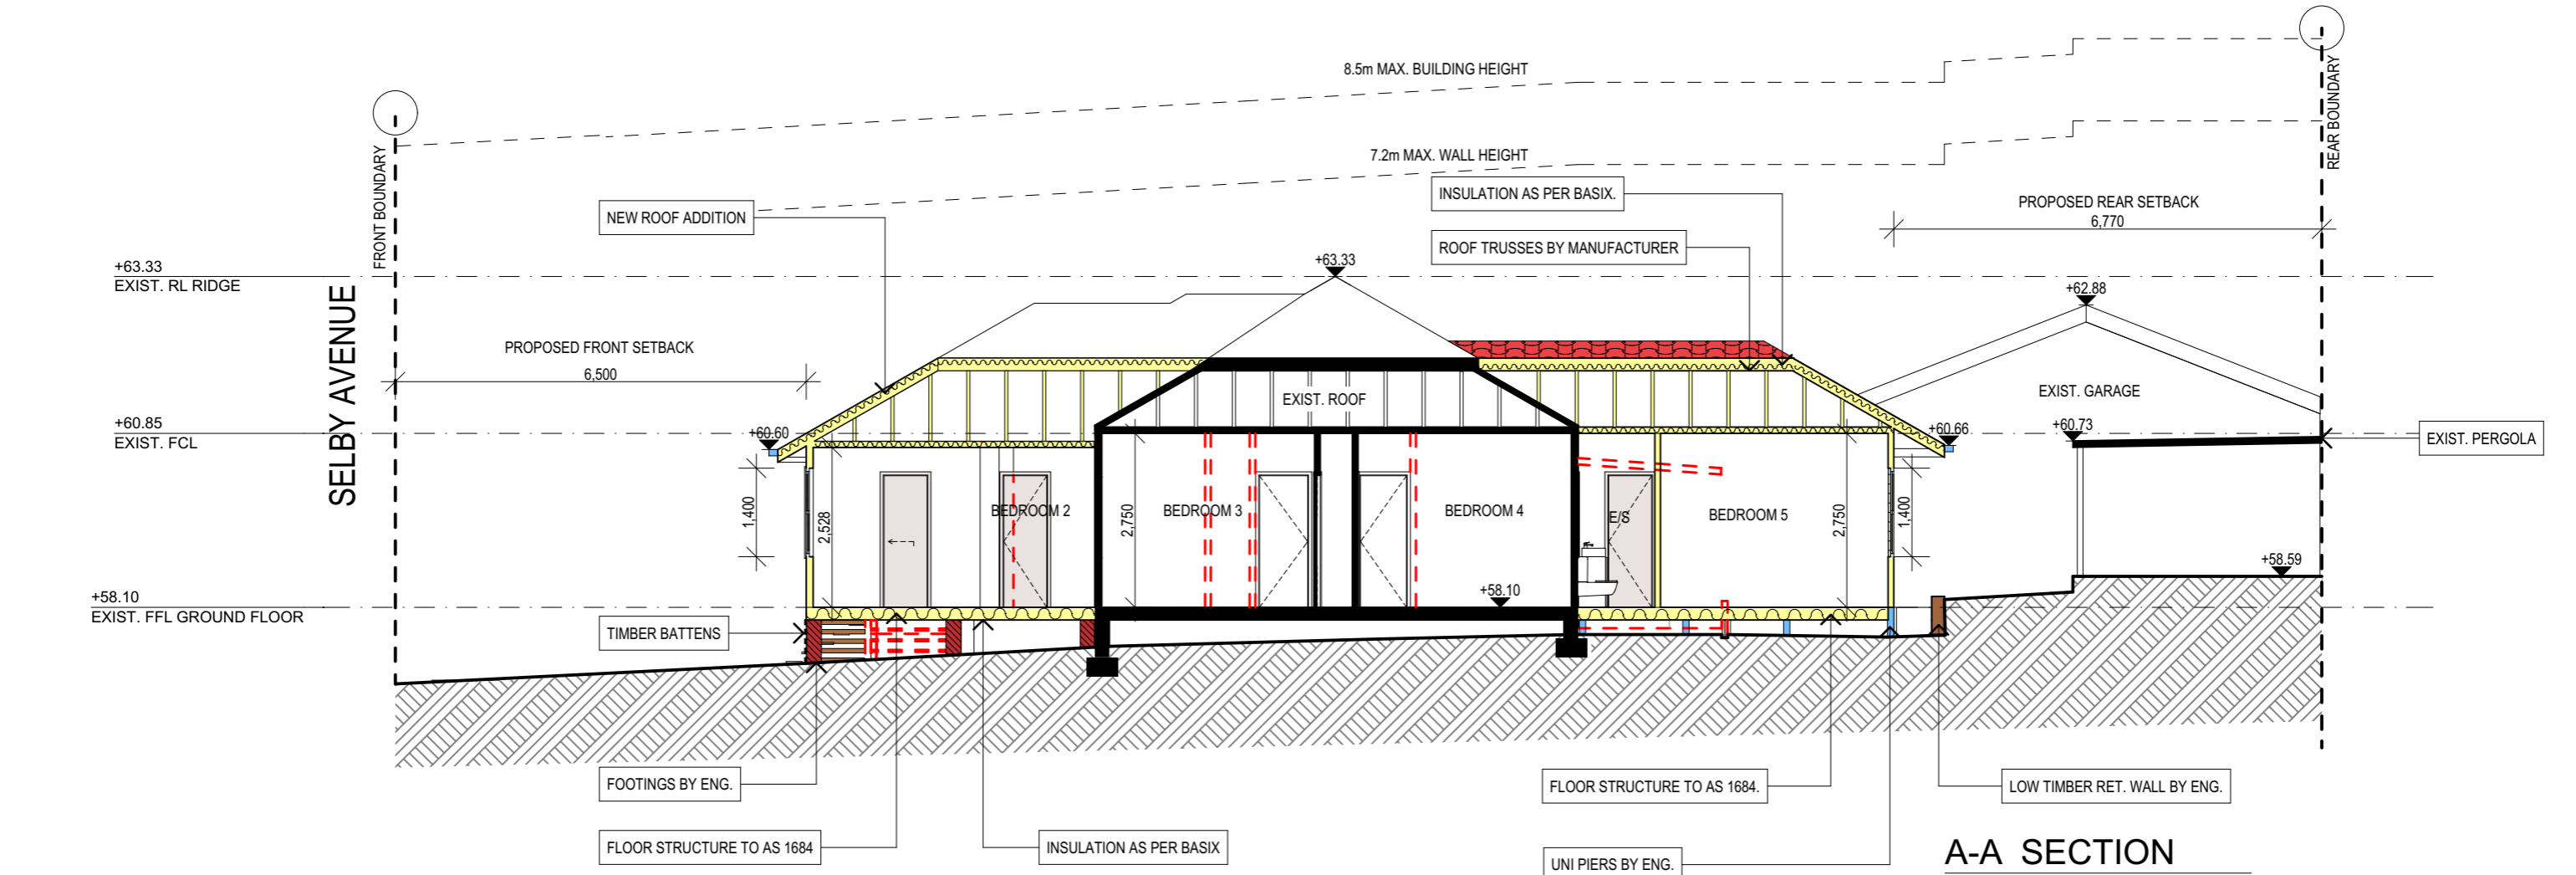 8.5m MAX. BUILDING HEIGHT
7.2m MAX. WALL HEIGHT
FRONT BOUNDARY
REAR BOUNDARY
NEW ROOF ADDITION
INSULATION AS PER BASIX.
ROOF TRUSSES BY MANUFACTURER
PROPOSED REAR SETBACK
6,770
+63.33
EXIST. RL RIDGE
+63.33
+62.88
SELBY AVENUE
PROPOSED FRONT SETBACK
6,500
EXIST. ROOF
EXIST. GARAGE
+60.85
EXIST. FCL
+60.60
+60.66
+60.73
EXIST. PERGOLA
1,400
2,528
BEDROOM 2
2,750
BEDROOM 3
BEDROOM 4
E/S
BEDROOM 5
2,750
1,400
+58.59
+58.10
+58.10
EXIST. FFL GROUND FLOOR
TIMBER BATTENS
FOOTINGS BY ENG.
FLOOR STRUCTURE TO AS 1684.
LOW TIMBER RET. WALL BY ENG.
FLOOR STRUCTURE TO AS 1684
INSULATION AS PER BASIX
UNI PIERS BY ENG.
A-A SECTION